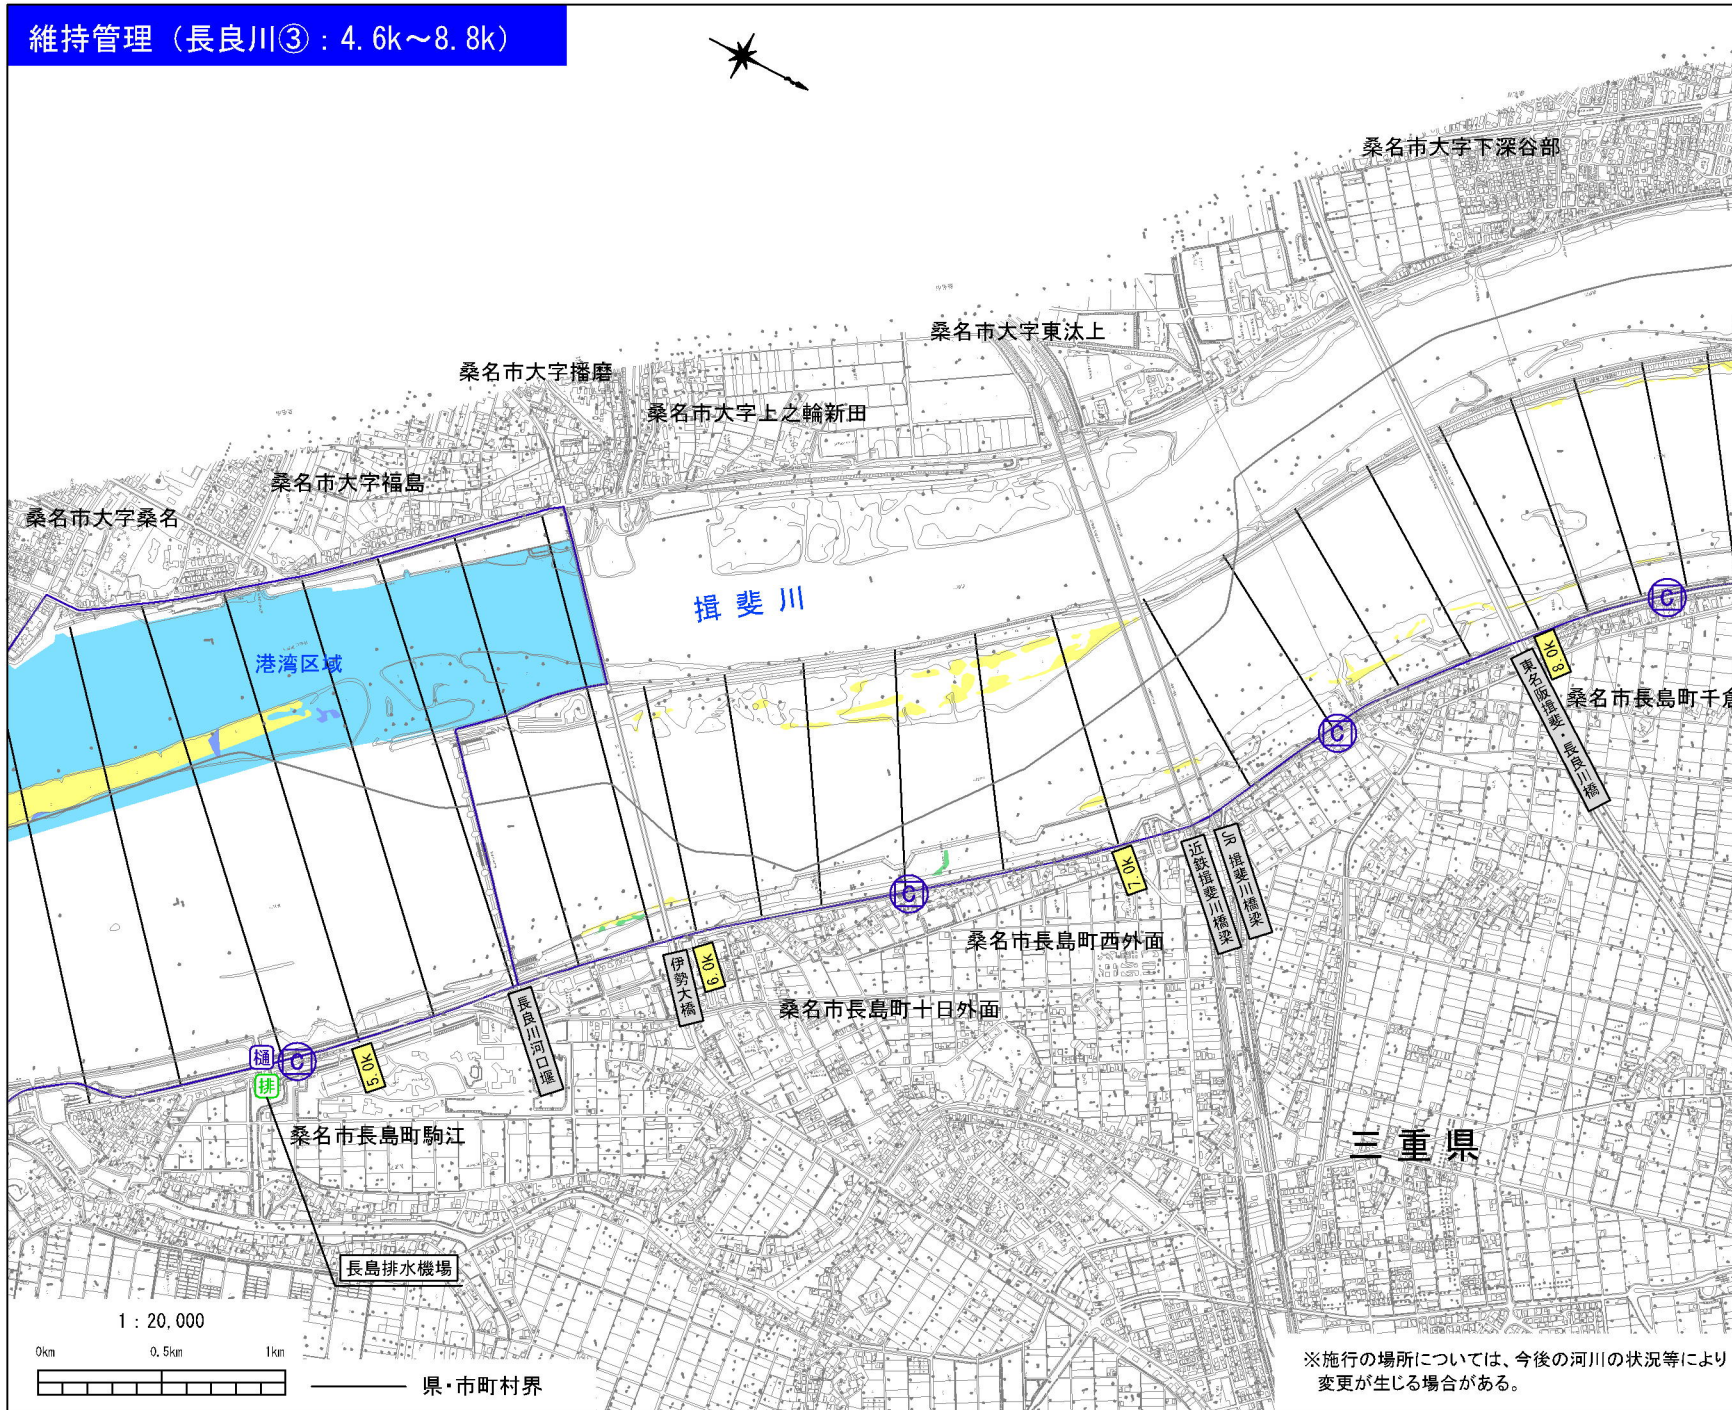 維持管理（長良川③：4.6k～8.8k）
桑名市大字下深谷部
桑名市大字東汰上
桑名市大字播磨
桑名市大字上之輪新田
桑名市大字福島
桑名市大字桑名
揖斐川
港湾区域
C
8.0K
東名阪揖斐・長良川橋
桑名市長島町千倉
C
7.0K
近鉄揖斐川橋梁
JR 揖斐川橋梁
C
桑名市長島町西外面
伊勢大橋
6.0K
桑名市長島町十日外面
長良川河口堰
樋
C
5.0K
排
桑名市長島町駒江
三重県
長島排水機場
1：20,000
0km 0.5km 1km
県・市町村界
※施行の場所については、今後の河川の状況等により
変更が生じる場合がある。